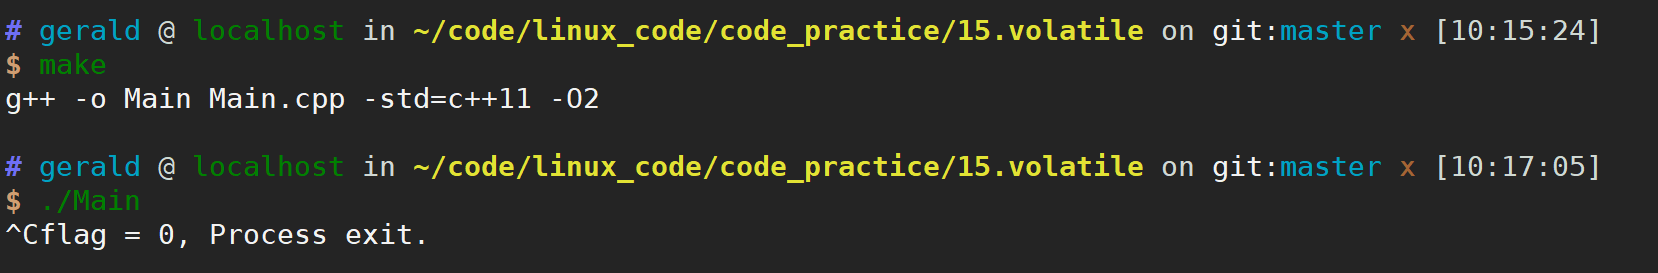 # gerald @ localhost in ~/code/linux_code/code_practice/15.volatile on git:master x [10:15:24]
$ make
g++ -o Main Main.cpp -std=c++11 -O2
# gerald @ localhost in ~/code/linux_code/code_practice/15.volatile on git:master x [10:17:05]
$ ./Main
^Cflag = 0, Process exit.